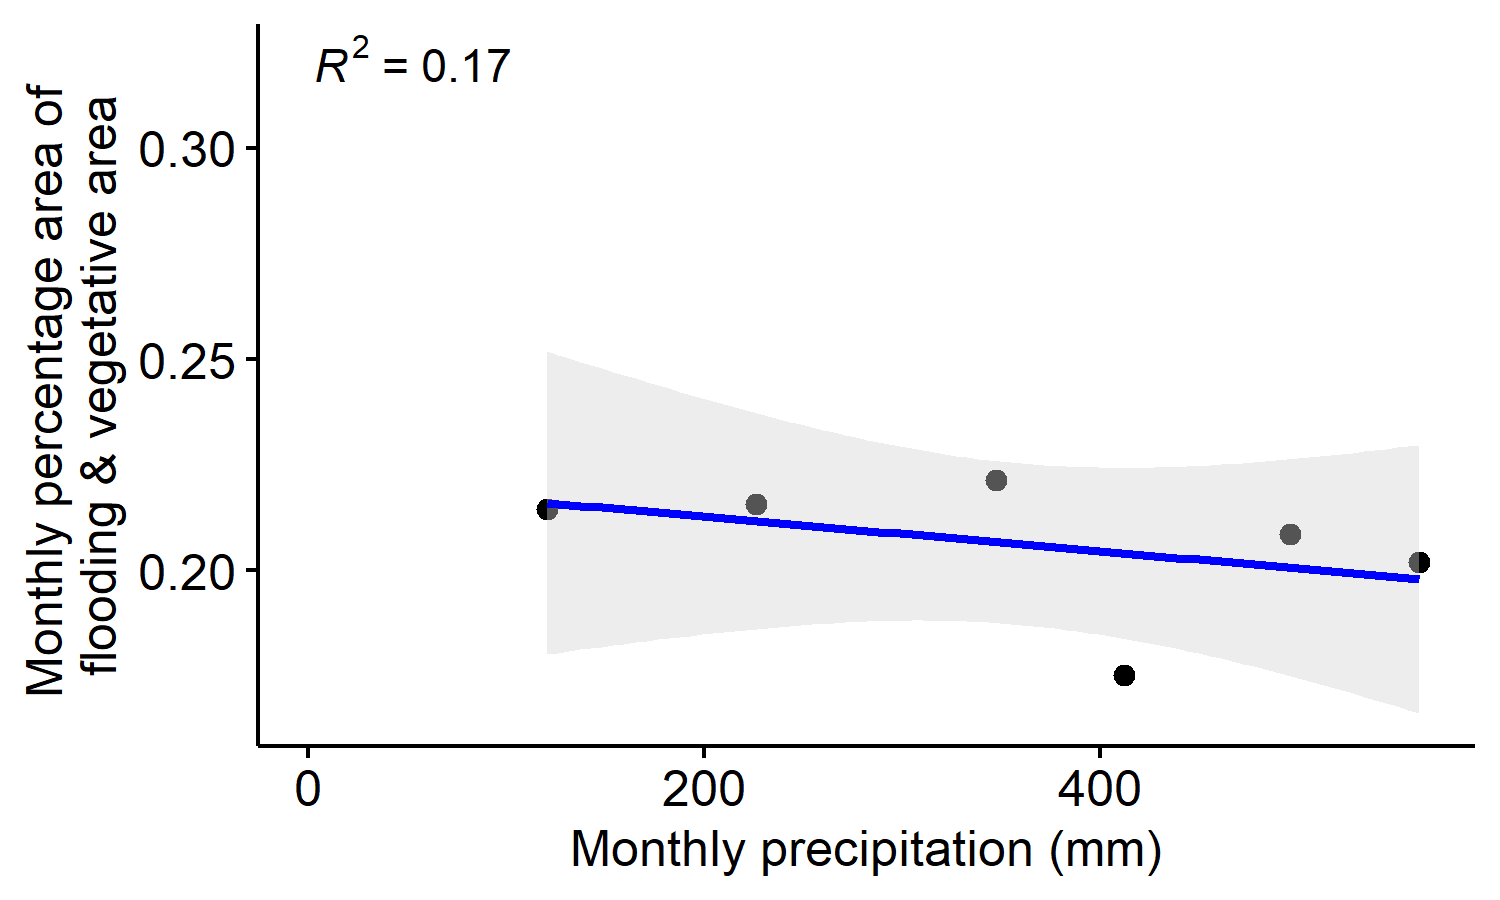 R² = 0.17
Monthly percentage area of
flooding & vegetative area
0.30
0.25
0.20
0 200 400
Monthly precipitation (mm)